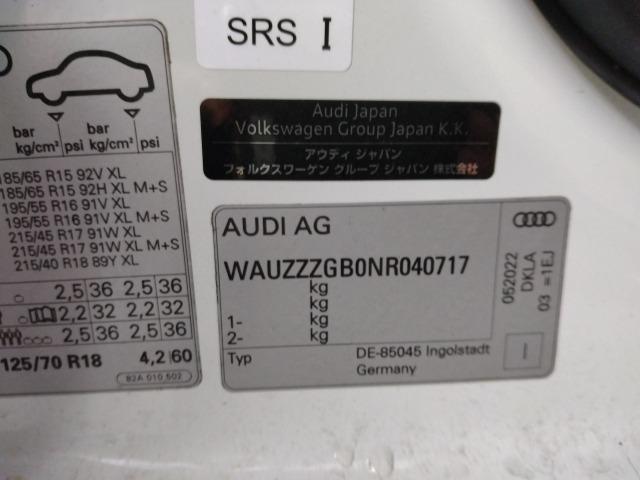 SRS I
bar
kg/cm² psi
bar
kg/cm² psi
185/65 R15 92V XL
185/65 R15 92H XL M+S
195/55 R16 91V XL
195/55 R16 91V XL M+S
215/45 R17 91W XL
215/45 R17 91W XL M+S
215/40 R18 89Y XL
2,5 36 2,5 36
2,2 32 2,2 32
2,5 36 2,5 36
125/70 R18 4,2 60
82A 010 502
Audi Japan
Volkswagen Group Japan K.K.
アウディ ジャパン
フォルクスワーゲン グループ ジャパン 株式会社
AUDI AG
WAUZZZGB0NR040717
kg
kg
1- kg
2- kg
Typ
DE-85045 Ingolstadt
Germany
052022
DKLA
03 =1EJ
I